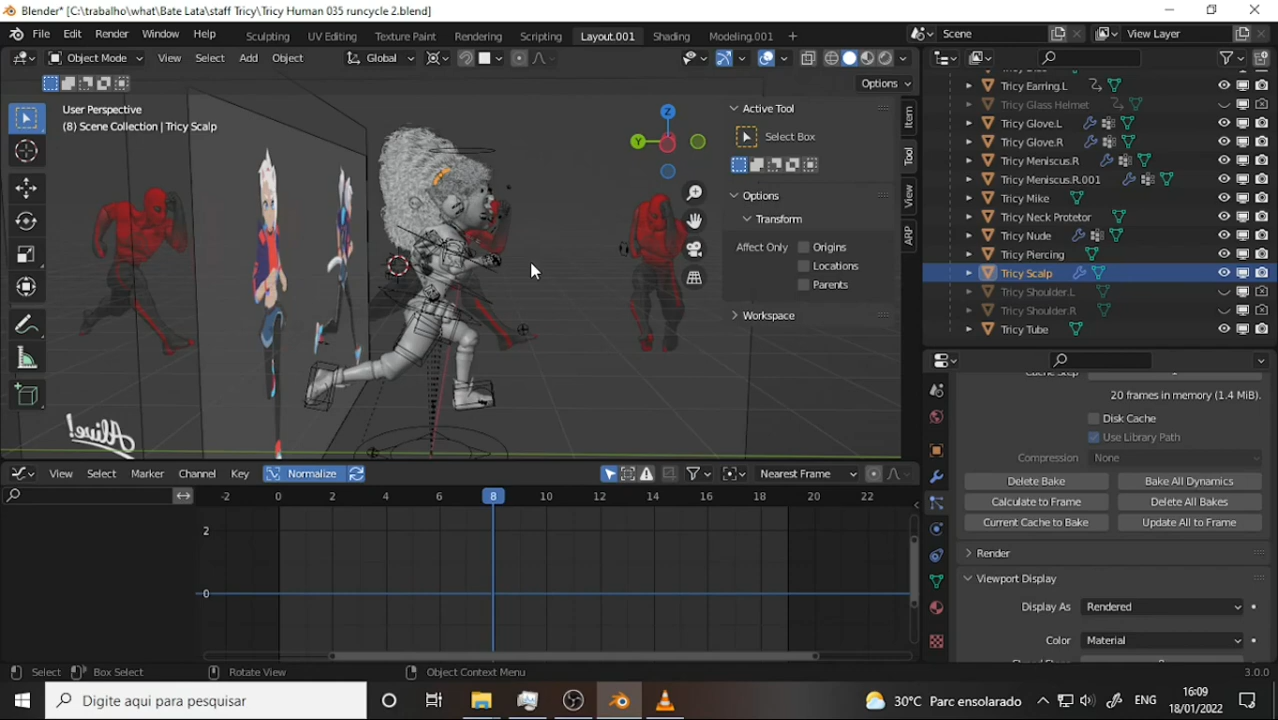 Blender* [C:\trabalho\what\Bate Lata\staff Tricy\Tricy Human 035 runcycle 2.blend]
File Edit Render Window Help Sculpting UV Editing Texture Paint Rendering Scripting Layout.001 Shading Modeling.001 + Scene View Layer
Object Mode View Select Add Object Global
Options
User Perspective
(8) Scene Collection | Tricy Scalp
Z
Y
Alive!
Active Tool
Select Box
Options
Transform
Affect Only Origins
Locations
Parents
Workspace
Item
Tool
View
ARP
Tricy Earring.L
Tricy Glass Helmet
Tricy Glove.L
Tricy Glove.R
Tricy Meniscus.R
Tricy Meniscus.R.001
Tricy Mike
Tricy Neck Protetor
Tricy Nude
Tricy Piercing
Tricy Scalp
Tricy Shoulder.L
Tricy Shoulder.R
Tricy Tube
Cache Step
20 frames in memory (1.4 MiB).
Disk Cache
Use Library Path
Compression None
Delete Bake Bake All Dynamics
Calculate to Frame Delete All Bakes
Current Cache to Bake Update All to Frame
Render
Viewport Display
Display As Rendered
Color Material
View Select Marker Channel Key Normalize Nearest Frame
-2 0 2 4 6 8 10 12 14 16 18 20 22
2
0
Select Box Select Rotate View Object Context Menu 3.0.0
Digite aqui para pesquisar 30°C Parc ensolarado ENG 16:09
18/01/2022